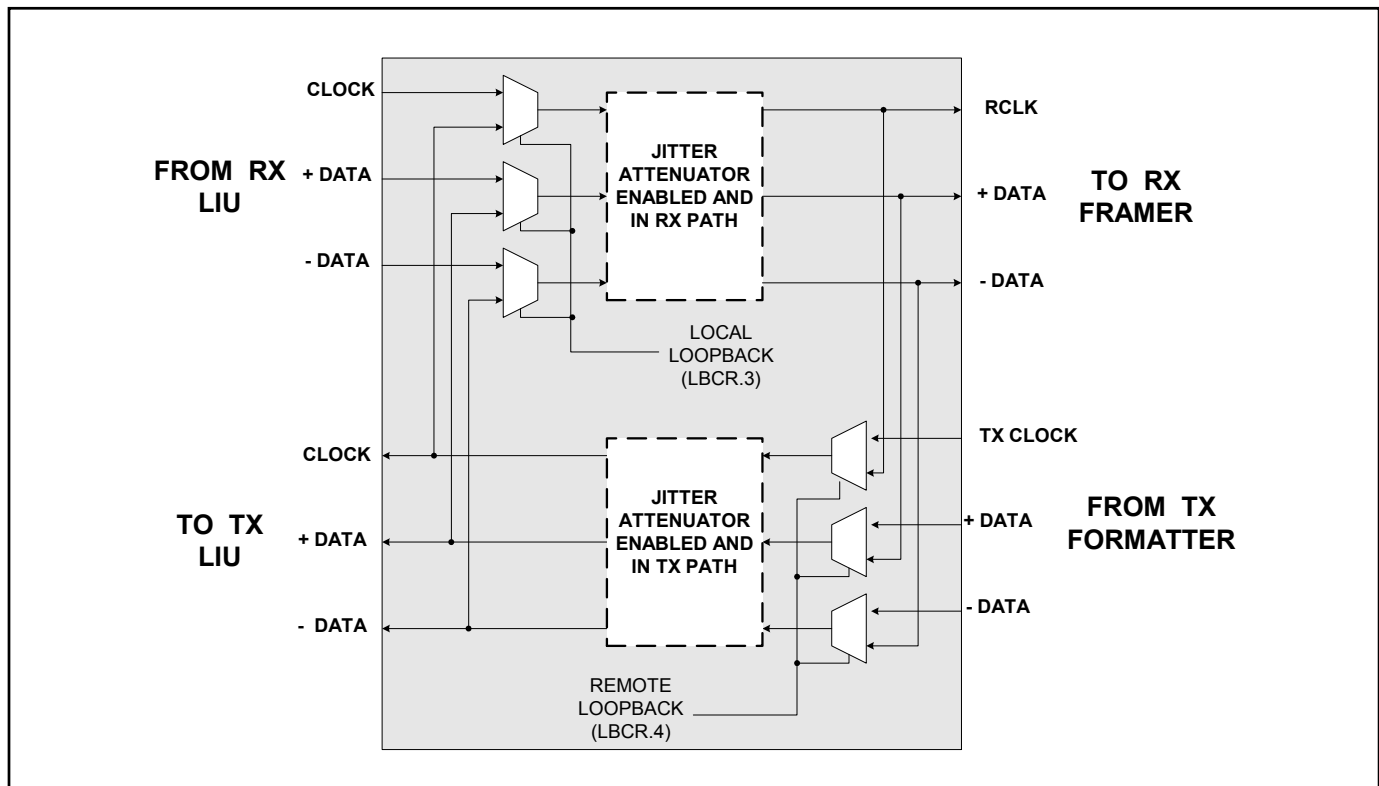 CLOCK
RCLK
FROM RX
LIU
+ DATA
JITTER
ATTENUATOR
ENABLED AND
IN RX PATH
+ DATA
TO RX
FRAMER
- DATA
- DATA
LOCAL
LOOPBACK
(LBCR.3)
CLOCK
TX CLOCK
TO TX
LIU
+ DATA
JITTER
ATTENUATOR
ENABLED AND
IN TX PATH
+ DATA
FROM TX
FORMATTER
- DATA
- DATA
REMOTE
LOOPBACK
(LBCR.4)